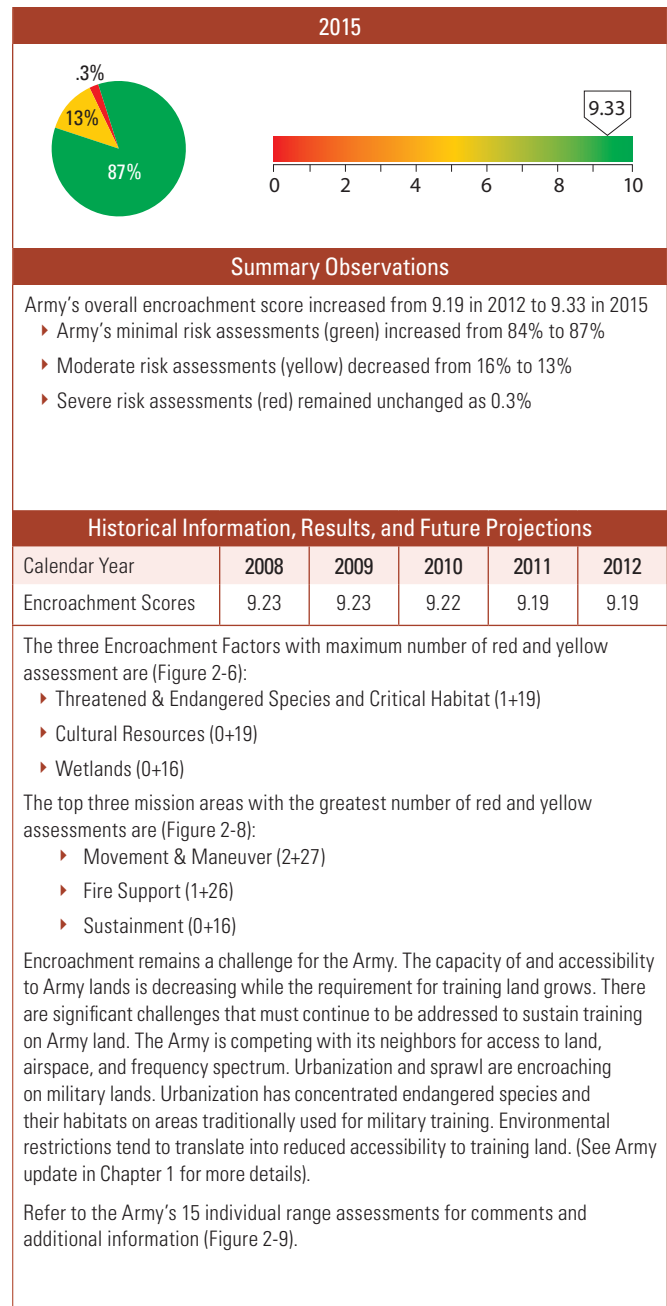 2015
.3%
13%
87%
9.33
0 2 4 6 8 10
Summary Observations
Army's overall encroachment score increased from 9.19 in 2012 to 9.33 in 2015
Army's minimal risk assessments (green) increased from 84% to 87%
Moderate risk assessments (yellow) decreased from 16% to 13%
Severe risk assessments (red) remained unchanged as 0.3%
Historical Information, Results, and Future Projections
Calendar Year 2008 2009 2010 2011 2012
Encroachment Scores 9.23 9.23 9.22 9.19 9.19
The three Encroachment Factors with maximum number of red and yellow
assessment are (Figure 2-6):
Threatened & Endangered Species and Critical Habitat (1+19)
Cultural Resources (0+19)
Wetlands (0+16)
The top three mission areas with the greatest number of red and yellow
assessments are (Figure 2-8):
Movement & Maneuver (2+27)
Fire Support (1+26)
Sustainment (0+16)
Encroachment remains a challenge for the Army. The capacity of and accessibility
to Army lands is decreasing while the requirement for training land grows. There
are significant challenges that must continue to be addressed to sustain training
on Army land. The Army is competing with its neighbors for access to land,
airspace, and frequency spectrum. Urbanization and sprawl are encroaching
on military lands. Urbanization has concentrated endangered species and
their habitats on areas traditionally used for military training. Environmental
restrictions tend to translate into reduced accessibility to training land. (See Army
update in Chapter 1 for more details).
Refer to the Army's 15 individual range assessments for comments and
additional information (Figure 2-9).